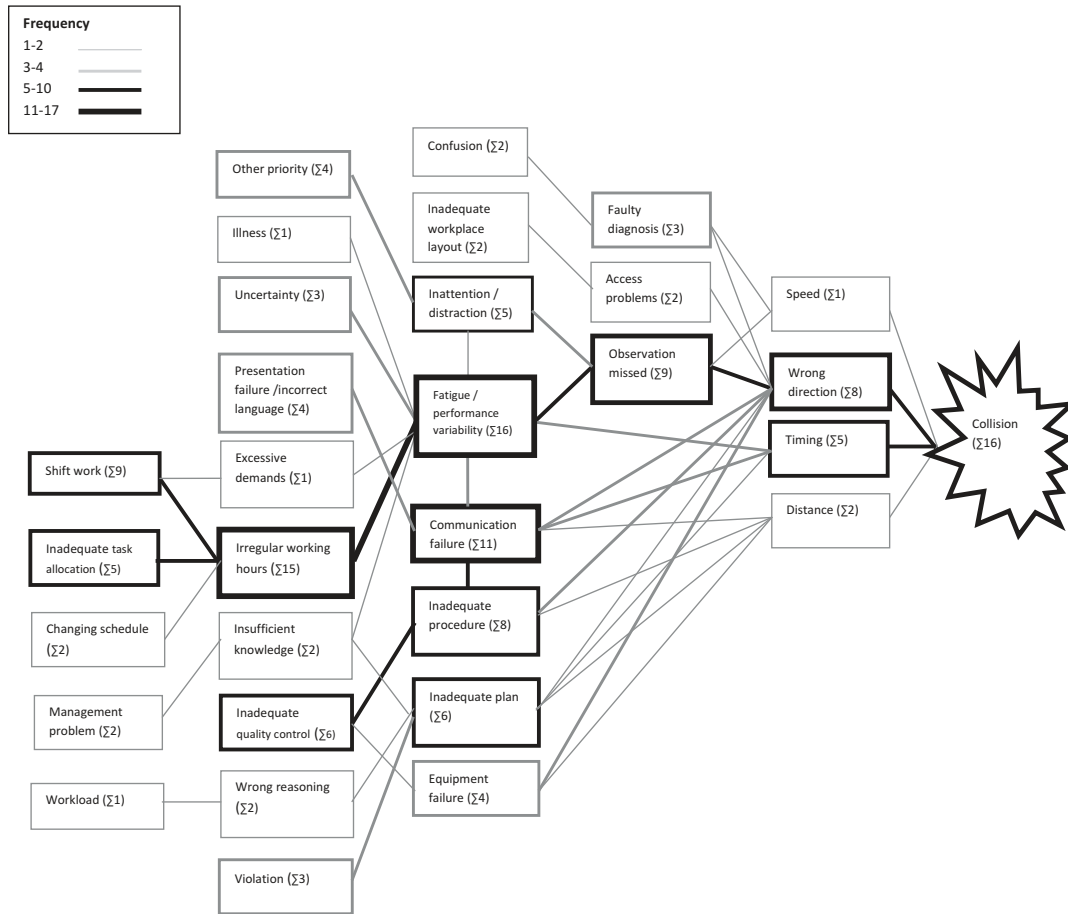 Frequency
1-2
3-4
5-10
11-17
Other priority (∑4)
Illness (∑1)
Uncertainty (∑3)
Presentation
failure /incorrect
language (∑4)
Excessive
demands (∑1)
Shift work (∑9)
Inadequate task
allocation (∑5)
Changing schedule
(∑2)
Management
problem (∑2)
Workload (∑1)
Irregular working
hours (∑15)
Insufficient
knowledge (∑2)
Inadequate
quality control (∑6)
Wrong reasoning
(∑2)
Violation (∑3)
Confusion (∑2)
Inadequate
workplace
layout (∑2)
Inattention /
distraction (∑5)
Fatigue /
performance
variability (∑16)
Communication
failure (∑11)
Inadequate
procedure (∑8)
Inadequate plan
(∑6)
Equipment
failure (∑4)
Faulty
diagnosis (∑3)
Access
problems (∑2)
Observation
missed (∑9)
Speed (∑1)
Wrong
direction (∑8)
Timing (∑5)
Distance (∑2)
Collision
(∑16)